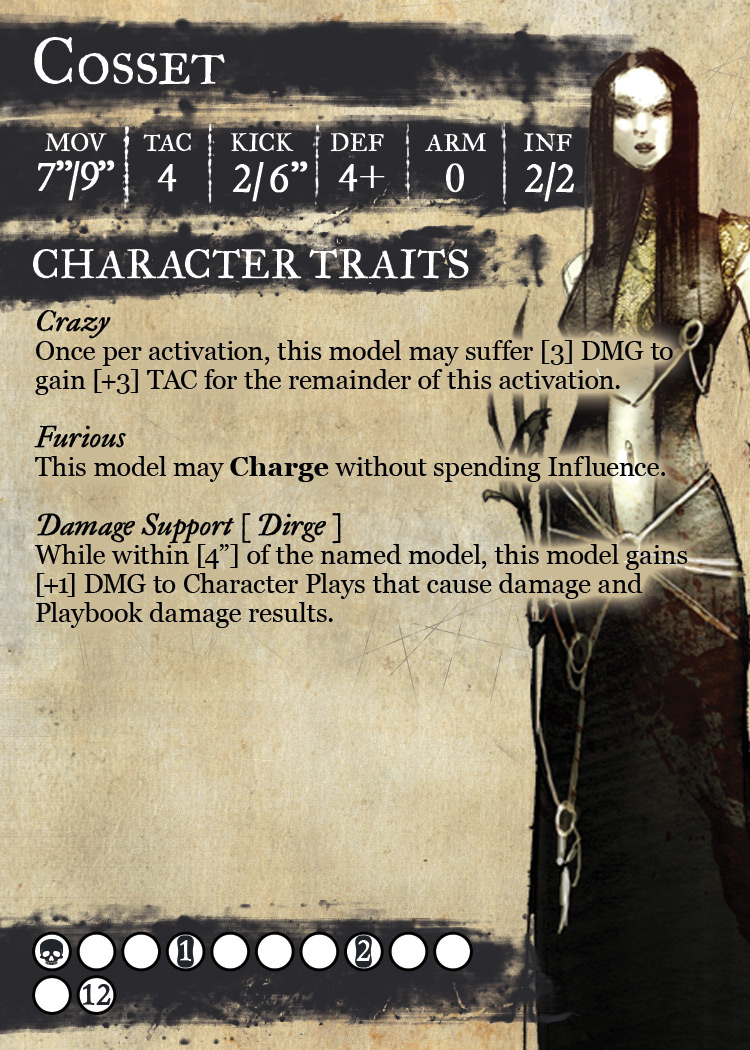 Cosset
MOV TAC KICK DEF ARM INF
7”/9” 4 2/6” 4+ 0 2/2
CHARACTER TRAITS
Crazy
Once per activation, this model may suffer [3] DMG to
gain [+3] TAC for the remainder of this activation.
Furious
This model may Charge without spending Influence.
Damage Support [ Dirge ]
While within [4”] of the named model, this model gains
[+1] DMG to Character Plays that cause damage and
Playbook damage results.
1 2
12